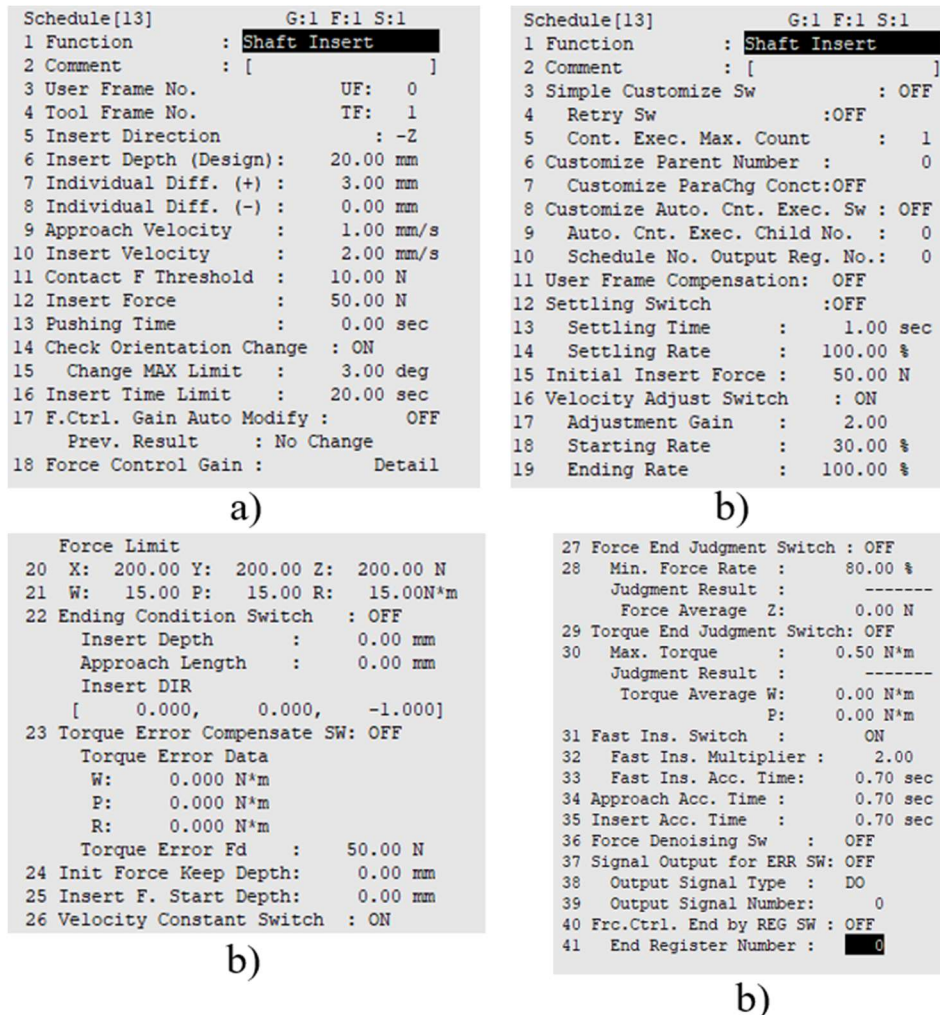 Schedule[13] G:1 F:1 S:1
1 Function : Shaft Insert
2 Comment : [ ]
3 User Frame No. UF: 0
4 Tool Frame No. TF: 1
5 Insert Direction : -Z
6 Insert Depth (Design): 20.00 mm
7 Individual Diff. (+) : 3.00 mm
8 Individual Diff. (-) : 0.00 mm
9 Approach Velocity : 1.00 mm/s
10 Insert Velocity : 2.00 mm/s
11 Contact F Threshold : 10.00 N
12 Insert Force : 50.00 N
13 Pushing Time : 0.00 sec
14 Check Orientation Change : ON
15 Change MAX Limit : 3.00 deg
16 Insert Time Limit : 20.00 sec
17 F.Ctrl. Gain Auto Modify : OFF
Prev. Result : No Change
18 Force Control Gain : Detail
a)
Schedule[13] G:1 F:1 S:1
1 Function : Shaft Insert
2 Comment : [ ]
3 Simple Customize Sw : OFF
4 Retry Sw :OFF
5 Cont. Exec. Max. Count : 1
6 Customize Parent Number : 0
7 Customize ParaChg Conct:OFF
8 Customize Auto. Cnt. Exec. Sw : OFF
9 Auto. Cnt. Exec. Child No. : 0
10 Schedule No. Output Reg. No.: 0
11 User Frame Compensation: OFF
12 Settling Switch :OFF
13 Settling Time : 1.00 sec
14 Settling Rate : 100.00 %
15 Initial Insert Force : 50.00 N
16 Velocity Adjust Switch : ON
17 Adjustment Gain : 2.00
18 Starting Rate : 30.00 %
19 Ending Rate : 100.00 %
b)
Force Limit
20 X: 200.00 Y: 200.00 Z: 200.00 N
21 W: 15.00 P: 15.00 R: 15.00N*m
22 Ending Condition Switch : OFF
Insert Depth : 0.00 mm
Approach Length : 0.00 mm
Insert DIR
[ 0.000, 0.000, -1.000]
23 Torque Error Compensate SW: OFF
Torque Error Data
W: 0.000 N*m
P: 0.000 N*m
R: 0.000 N*m
Torque Error Fd : 50.00 N
24 Init Force Keep Depth: 0.00 mm
25 Insert F. Start Depth: 0.00 mm
26 Velocity Constant Switch : ON
b)
27 Force End Judgment Switch : OFF
28 Min. Force Rate : 80.00 %
Judgment Result : -------
Force Average Z: 0.00 N
29 Torque End Judgment Switch: OFF
30 Max. Torque : 0.50 N*m
Judgment Result : -------
Torque Average W: 0.00 N*m
P: 0.00 N*m
31 Fast Ins. Switch : ON
32 Fast Ins. Multiplier : 2.00
33 Fast Ins. Acc. Time: 0.70 sec
34 Approach Acc. Time : 0.70 sec
35 Insert Acc. Time : 0.70 sec
36 Force Denoising Sw : OFF
37 Signal Output for ERR SW: OFF
38 Output Signal Type : DO
39 Output Signal Number: 0
40 Frc.Ctrl. End by REG SW : OFF
41 End Register Number : 0
b)